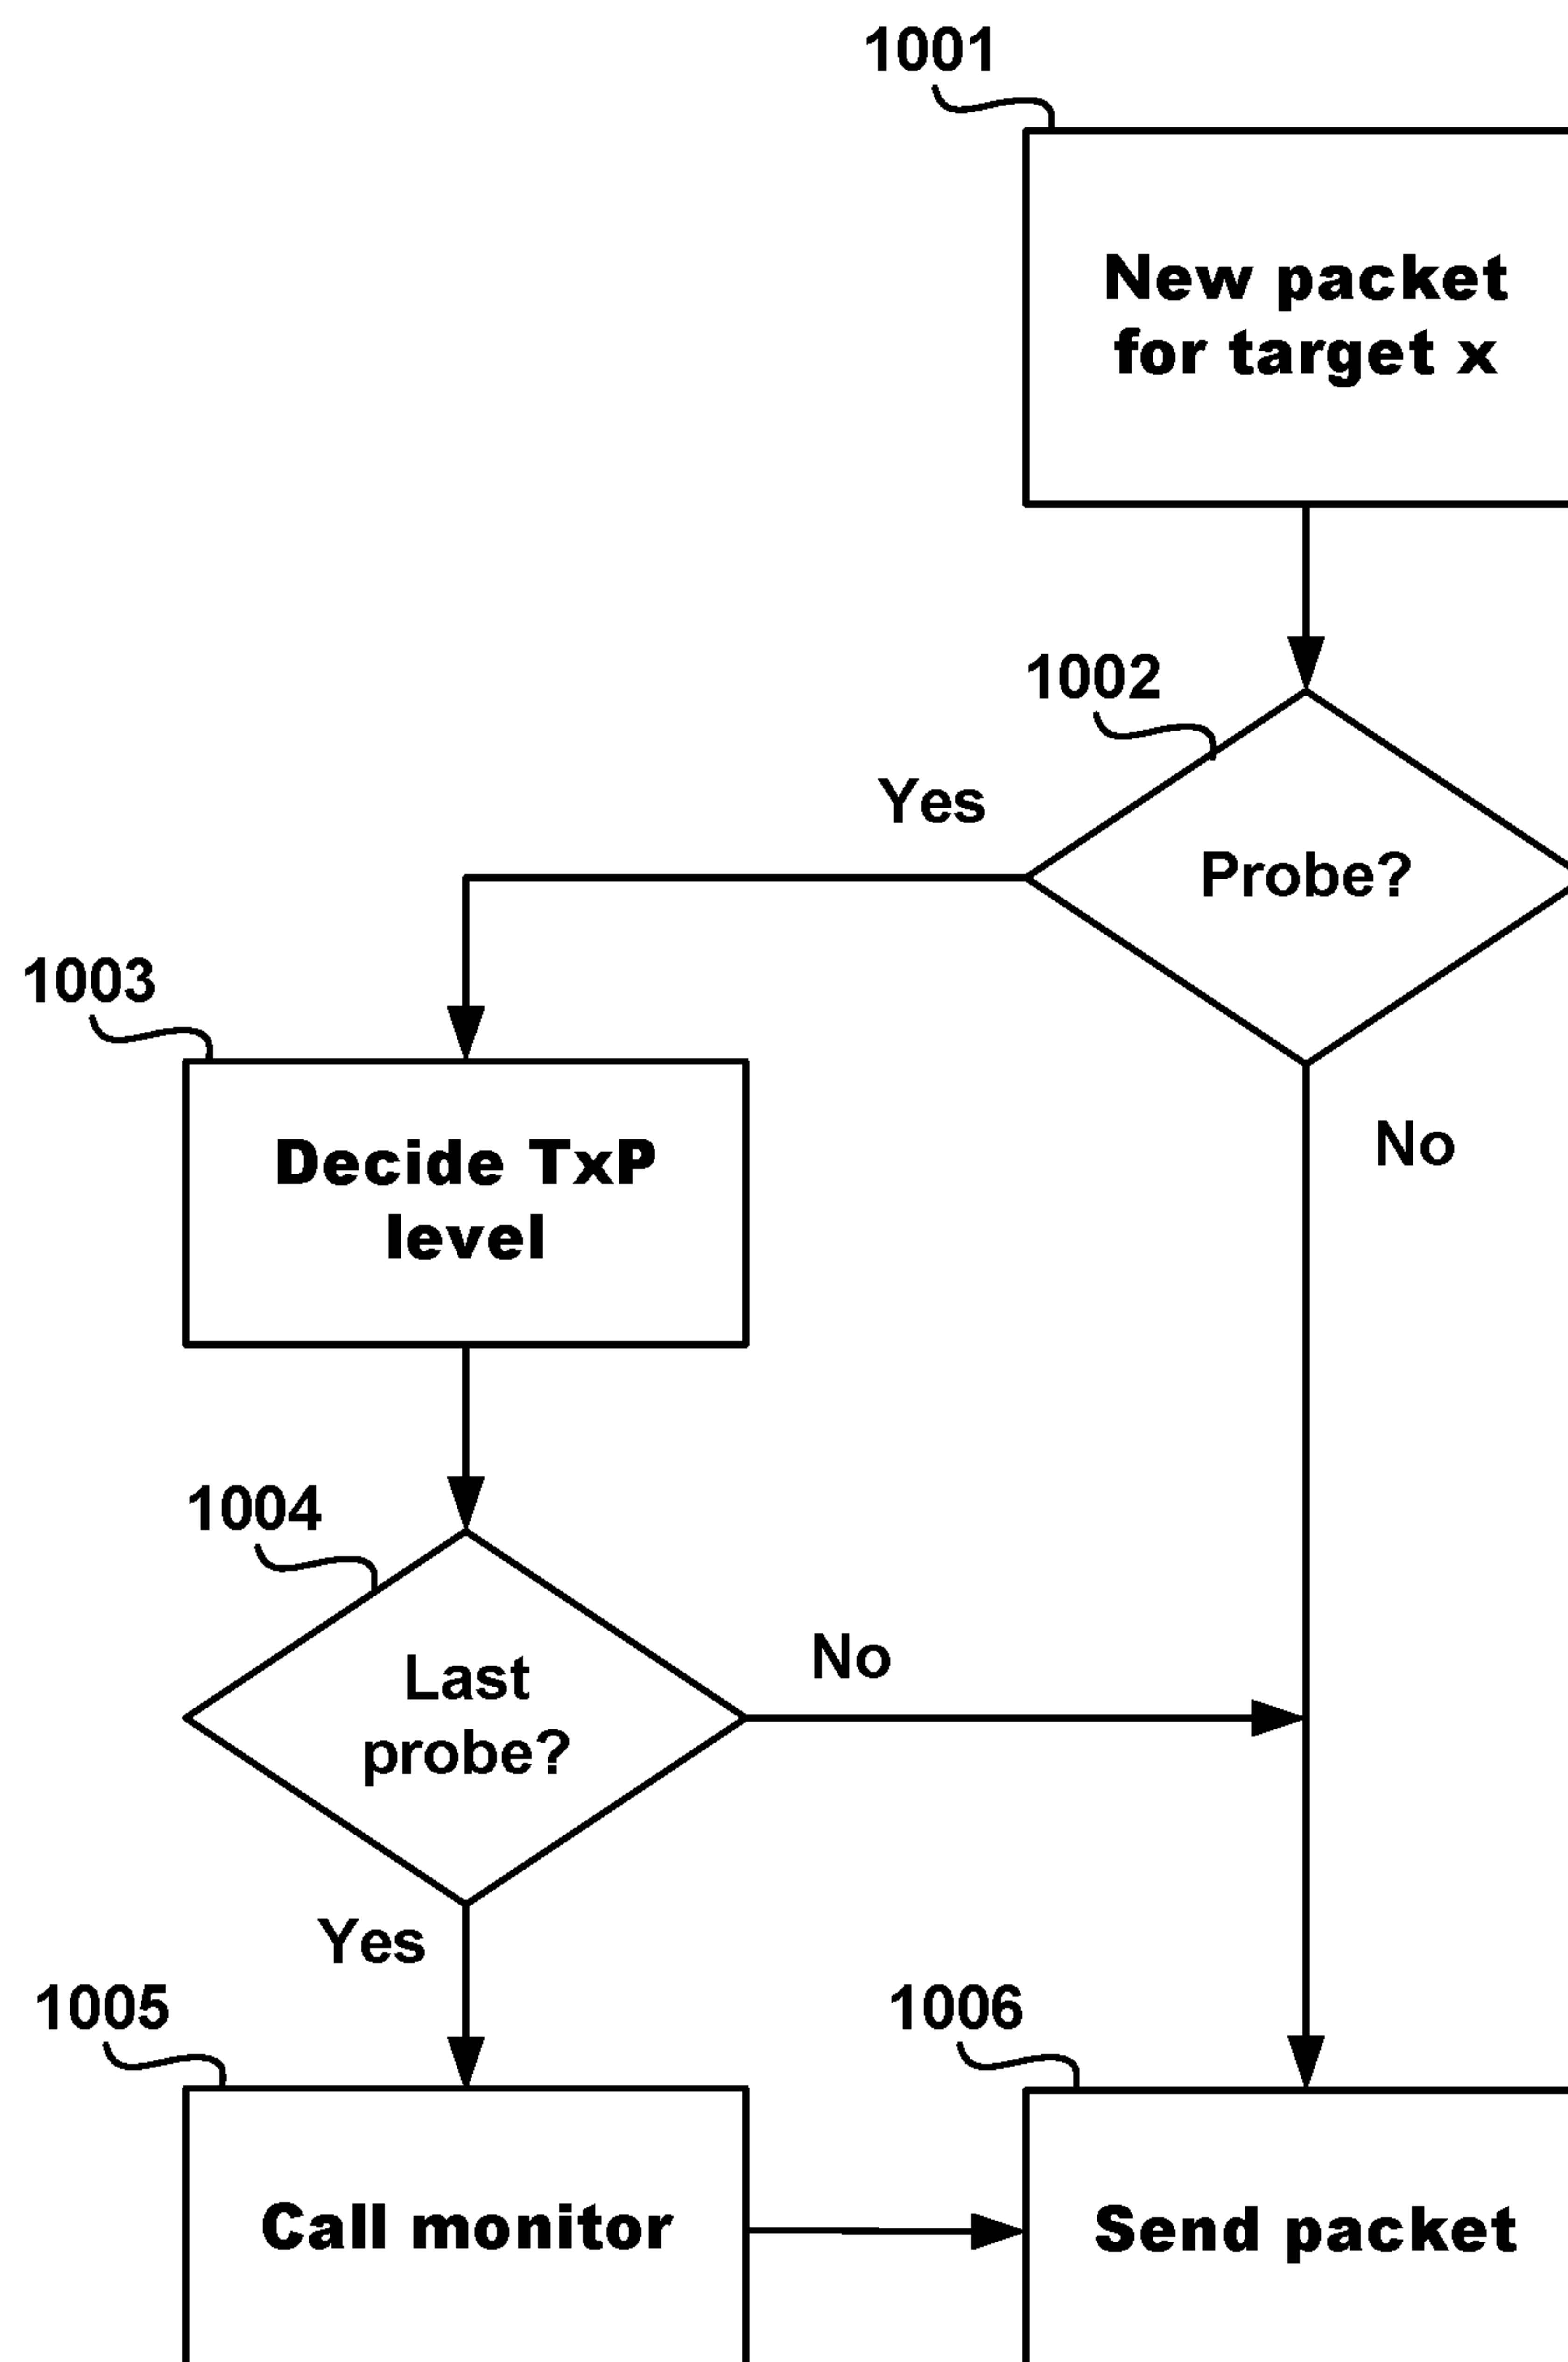 1001
New packet
for target x
1002
Yes
Probe?
1003
No
Decide TxP
level
1004
No
Last
probe?
Yes
1005
1006
Call monitor
Send packet